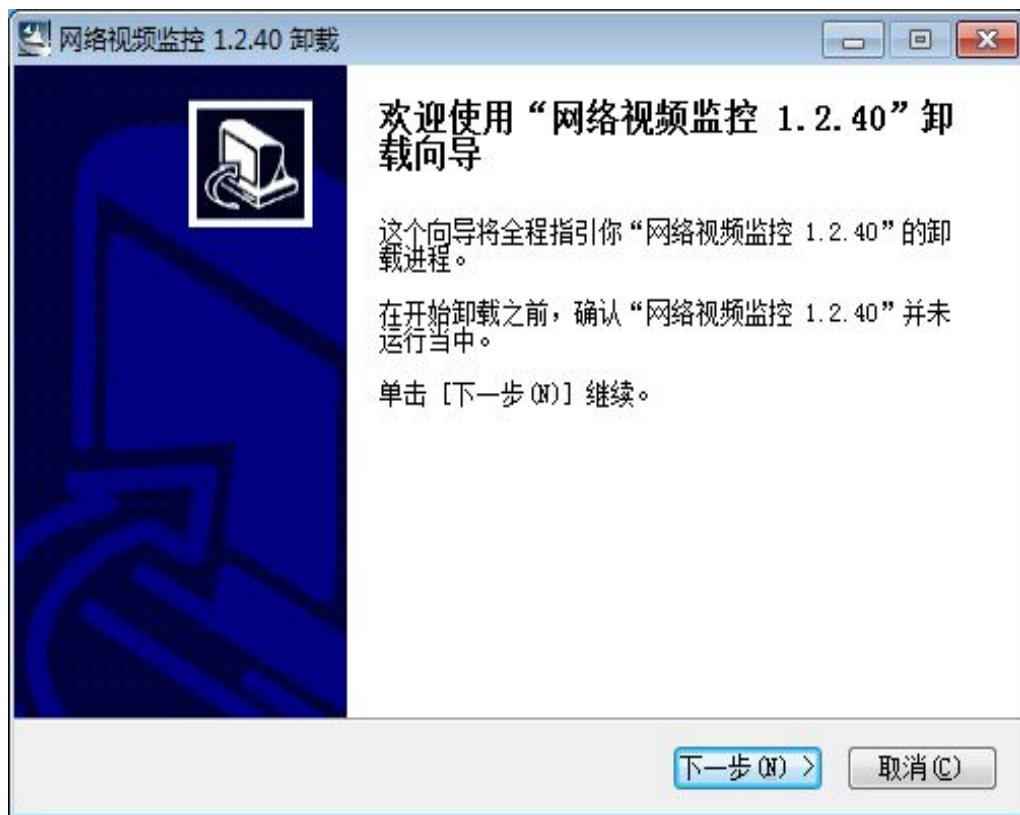 网络视频监控 1.2.40 卸载
欢迎使用“网络视频监控 1.2.40”卸
载向导
这个向导将全程指引你“网络视频监控 1.2.40”的卸
载进程。
在开始卸载之前，确认“网络视频监控 1.2.40”并未
运行当中。
单击 [下一步(N)] 继续。
下一步(N) >
取消(C)